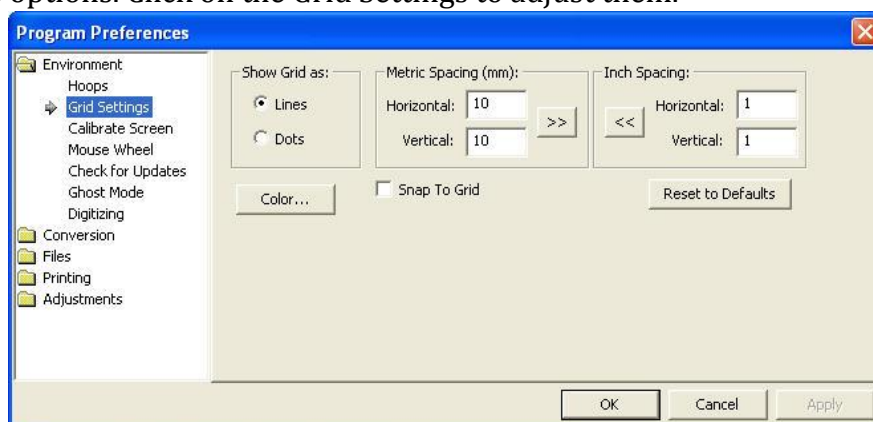 options. Click on the Grid settings to adjust them.
Program Preferences
Environment
Hoops
Grid Settings
Calibrate Screen
Mouse Wheel
Check for Updates
Ghost Mode
Digitizing
Conversion
Files
Printing
Adjustments
Show Grid as:
Lines
Dots
Color...
Metric Spacing (mm):
Horizontal: 10
Vertical: 10
>>
Snap To Grid
Inch Spacing:
<<
Horizontal: 1
Vertical: 1
Reset to Defaults
OK Cancel Apply